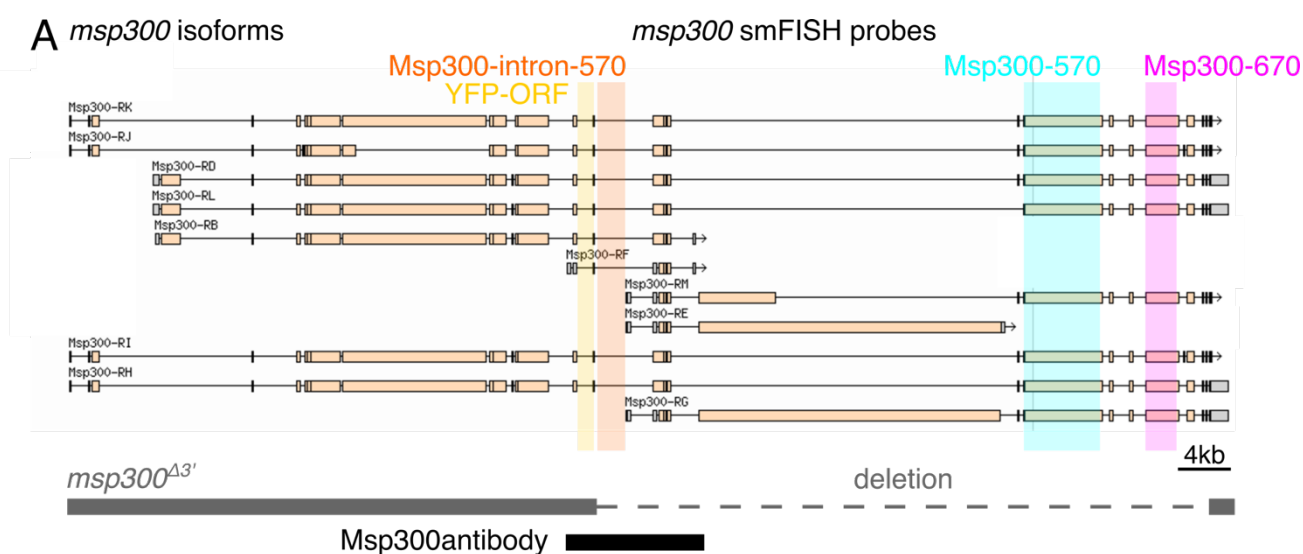 A msp300 isoforms msp300 smFISH probes
Msp300-intron-570 Msp300-570 Msp300-670
YFP-ORF
Msp300-RK
Msp300-RJ
Msp300-RD
Msp300-RL
Msp300-RB
Msp300-RF
Msp300-RM
Msp300-RE
Msp300-RI
Msp300-RH
Msp300-RG
4kb
msp300Δ3' deletion
Msp300antibody